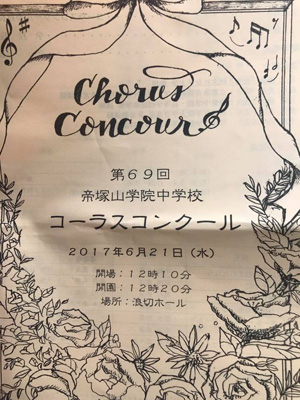 Chorus
Concours
第69回
帝塚山学院中学校
コーラスコンクール
2017年6月21日（水）
開場：12時10分
開園：12時20分
場所：浪切ホール